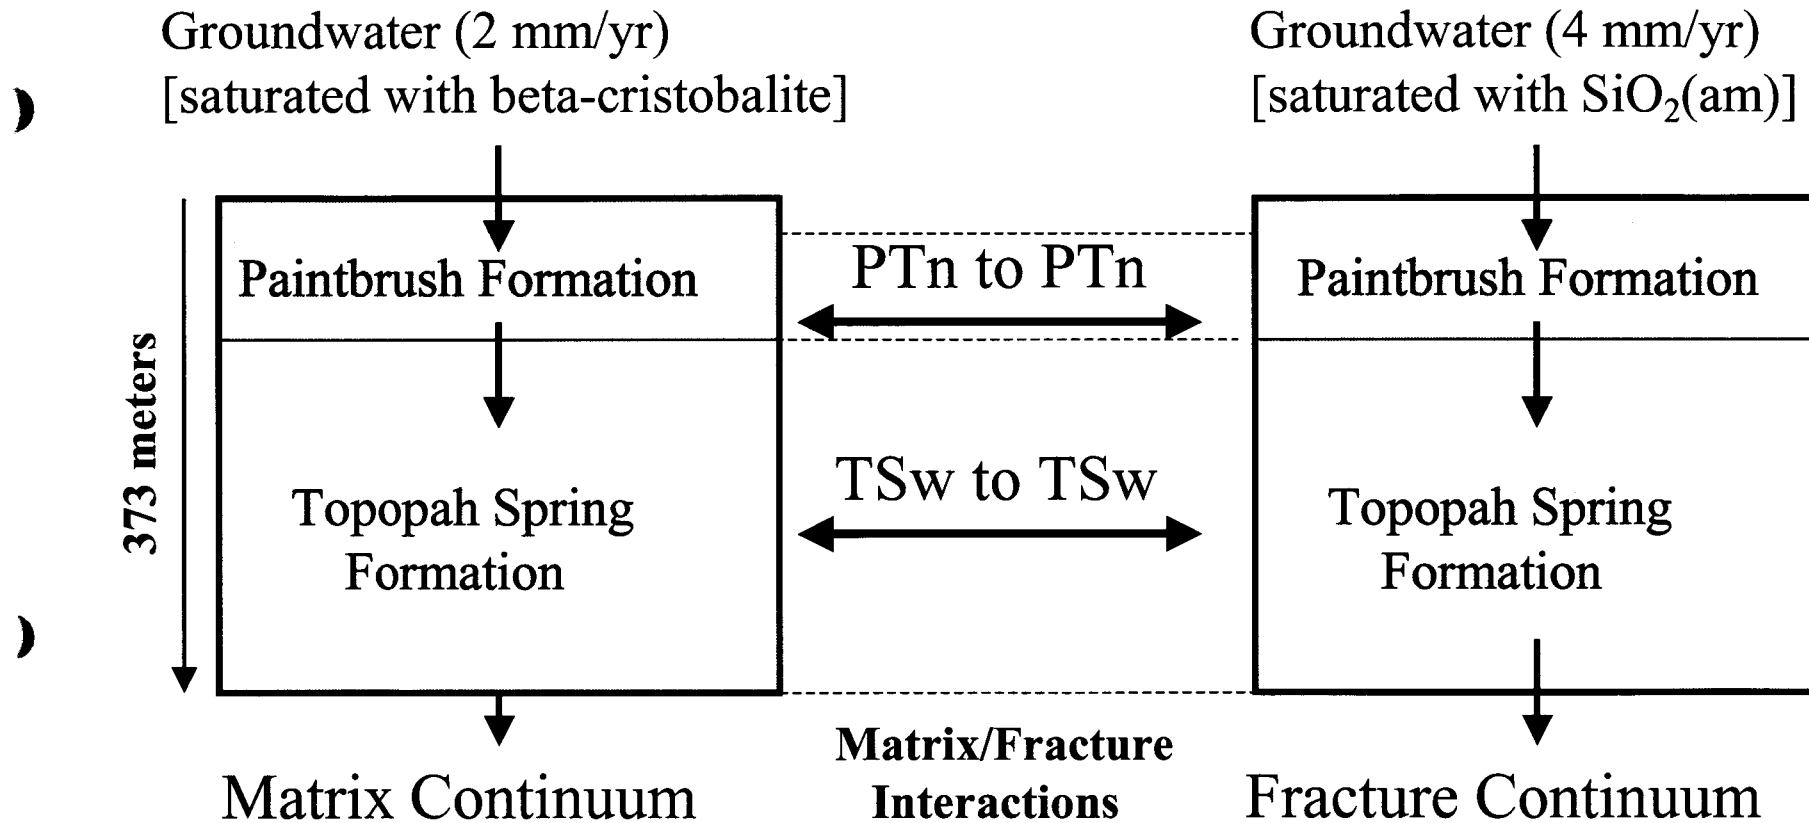 Groundwater (2 mm/yr)
[saturated with beta-cristobalite]
Groundwater (4 mm/yr)
[saturated with SiO₂(am)]
Paintbrush Formation
PTn to PTn
Paintbrush Formation
373 meters
Topopah Spring
Formation
TSw to TSw
Topopah Spring
Formation
Matrix Continuum
Matrix/Fracture
Interactions
Fracture Continuum